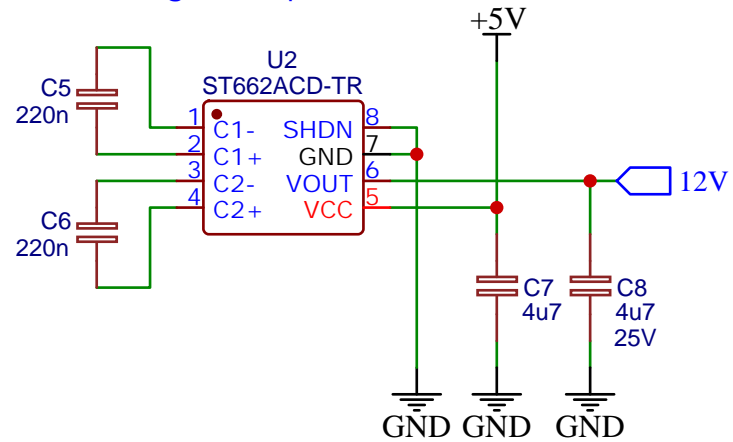 +5V
U2
ST662ACD-TR
C5
220n
1 C1- SHDN 8
2 C1+ GND 7
3 C2- VOUT 6
4 C2+ VCC 5
12V
C6
220n
C7
4u7
C8
4u7
25V
GND GND GND